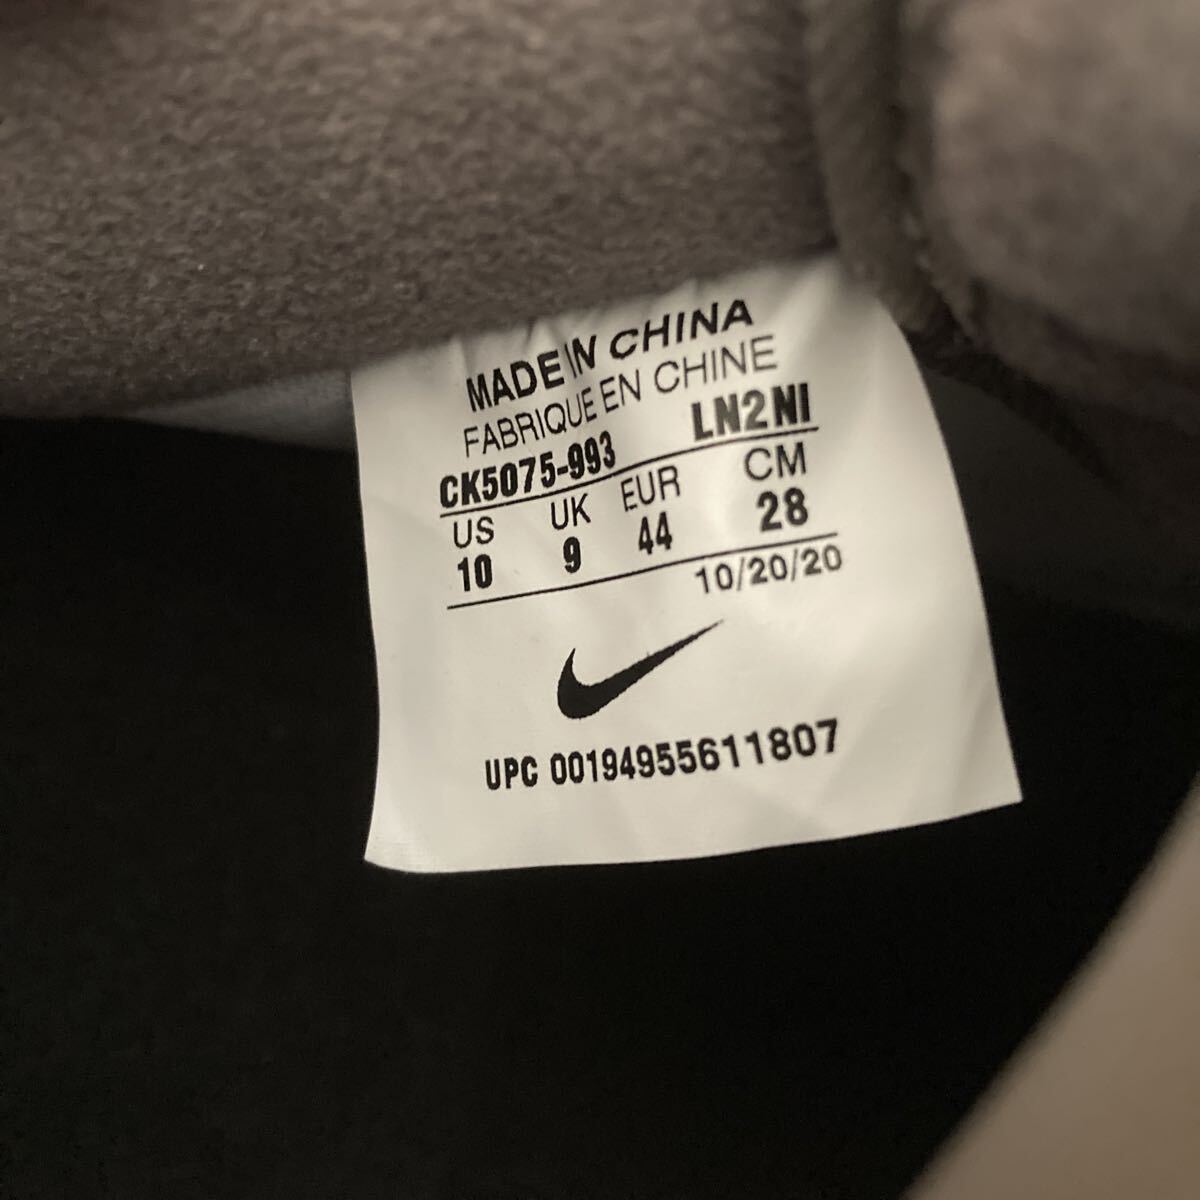 MADE IN CHINA
FABRIQUE EN CHINE
CK5075-993 LN2NI
US UK EUR CM
10 9 44 28
10/20/20
UPC 00194955611807